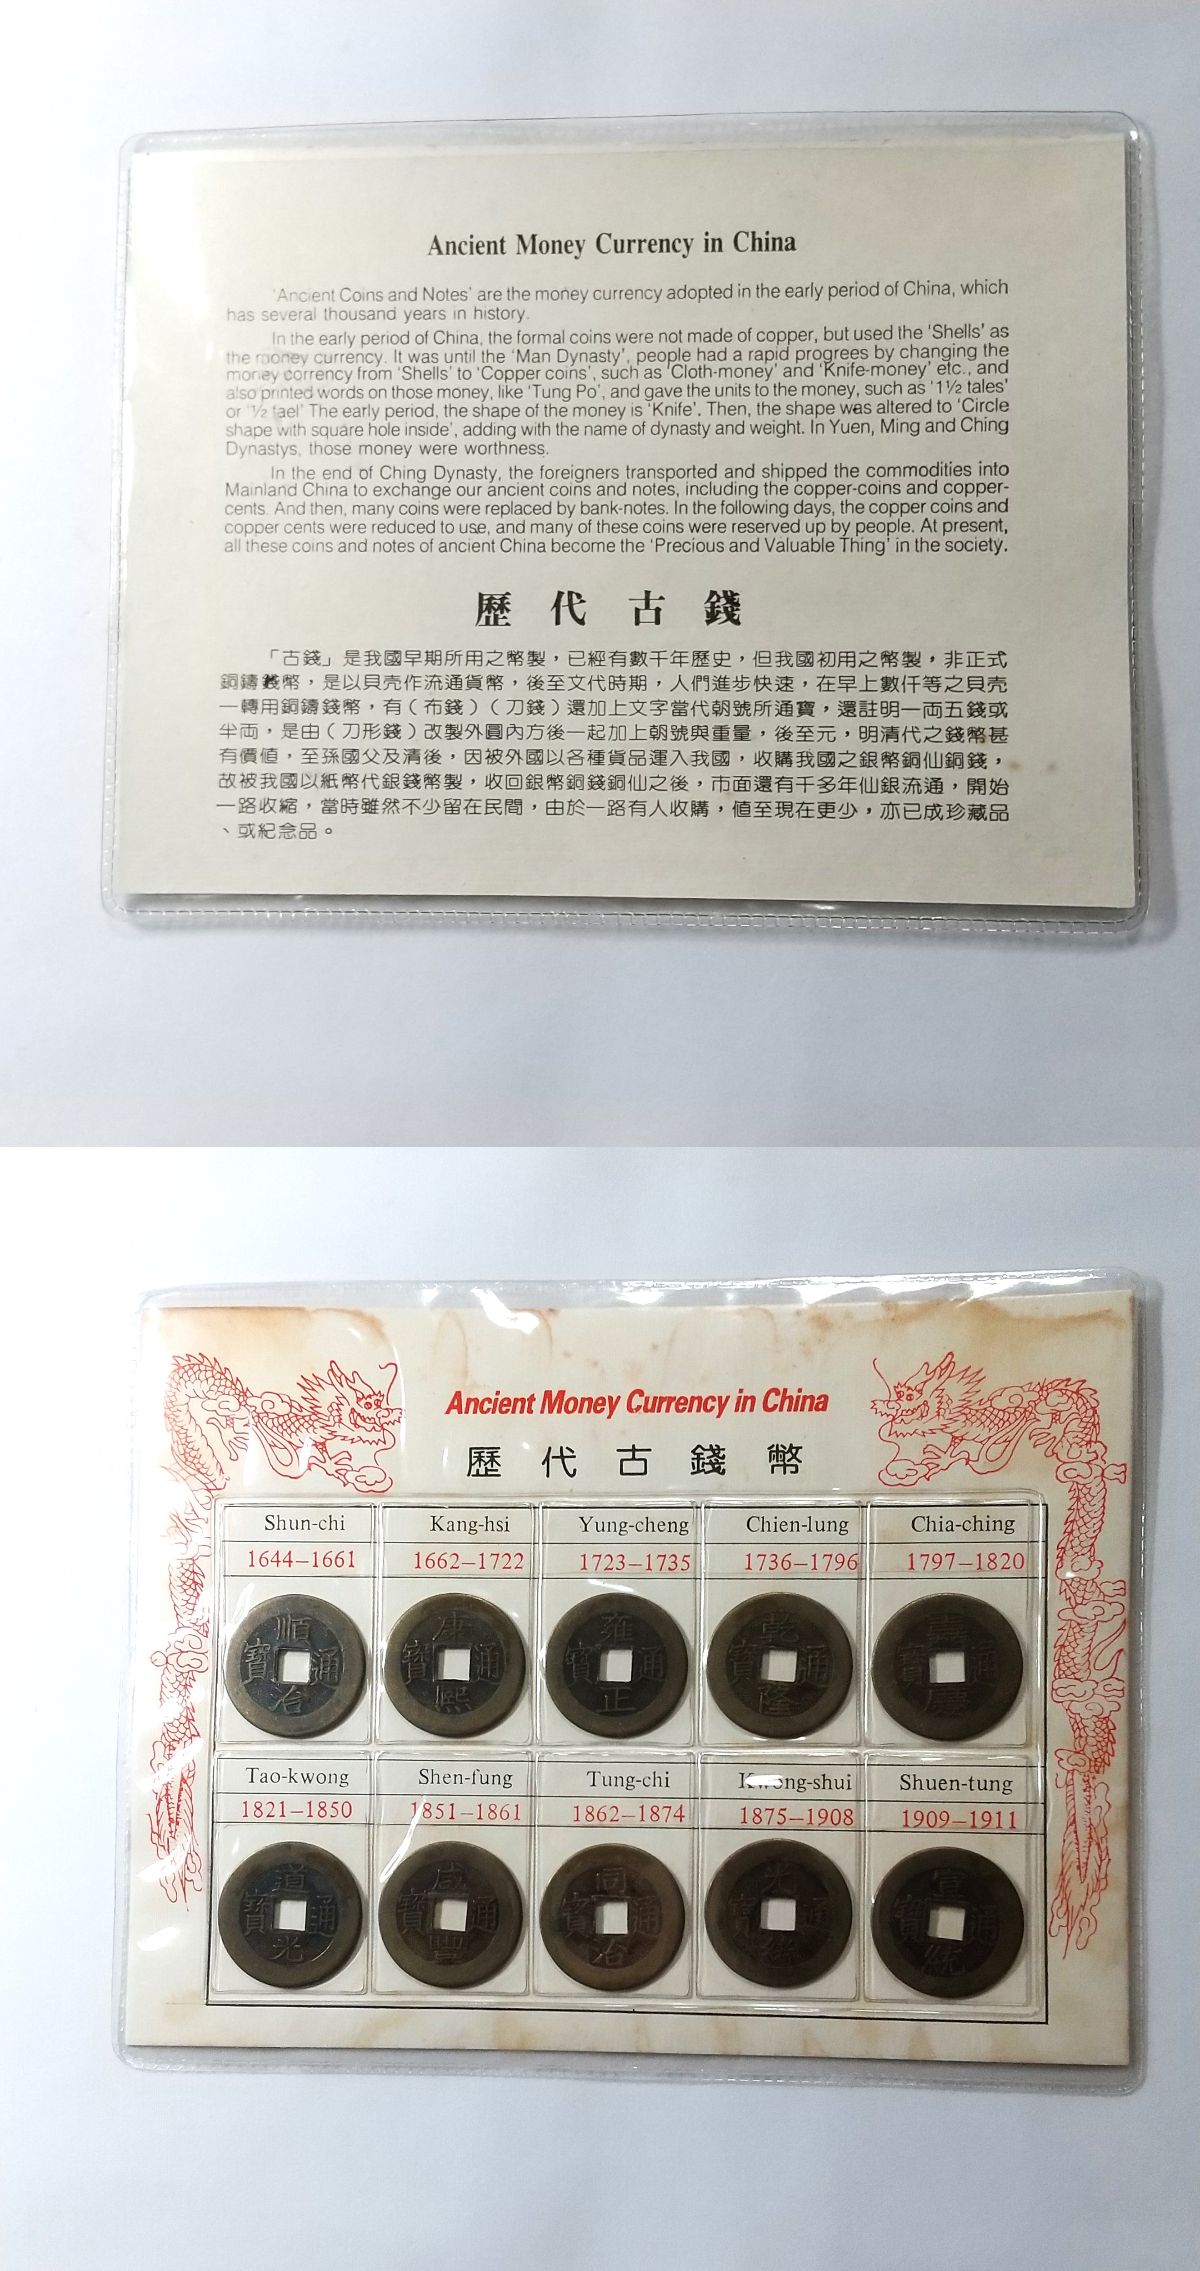 Ancient Money Currency in China
'Ancient Coins and Notes' are the money currency adopted in the early period of China, which
has several thousand years in history.
In the early period of China, the formal coins were not made of copper, but used the 'Shells' as
the money currency. It was until the 'Man Dynasty', people had a rapid progrees by changing the
money correncty from 'Shells' to 'Copper coins', such as 'Cloth-money' and 'Knife-money' etc., and
also printed words on those money, like 'Tung Po', and gave the units to the money, such as '1½ tales'
or '½ tael' The early period, the shape of the money is 'Knife'. Then, the shape was altered to 'Circle
shape with square hole inside', adding with the name of dynasty and weight. In Yuen, Ming and Ching
Dynastys, those money were worthness.
In the end of Ching Dynasty, the foreigners transported and shipped the commodities into
Mainland China to exchange our ancient coins and notes, including the copper-coins and copper-
cents. And then, many coins were replaced by bank-notes. In the following days, the copper coins and
copper cents were reduced to use, and many of these coins were reserved up by people. At present,
all these coins and notes of ancient China become the 'Precious and Valuable Thing' in the society.
歷代古錢
「古錢」是我國早期所用之幣製，已經有數千年歷史，但我國初用之幣製，非正式
銅鑄義幣，是以貝壳作流通貨幣，後至文代時期，人們進步快速，在早上數仟等之貝壳
一轉用銅鑄錢幣，有（布錢）（刀錢）還加上文字當代朝號所通寶，還註明一両五錢或
半両，是由（刀形錢）改製外圓內方後一起加上朝號與重量，後至元，明清代之錢幣甚
有價值，至孫國父及清後，因被外國以各種貨品運入我國，收購我國之銀幣銅仙銅錢，
故被我國以紙幣代銀錢幣製，收回銀幣銅錢銅仙之後，市面還有千多年仙銀流通，開始
一路收縮，當時雖然不少留在民間，由於一路有人收購，値至現在更少，亦已成珍藏品
、或紀念品。
Ancient Money Currency in China
歷代古錢幣
Shun-chi Kang-hsi Yung-cheng Chien-lung Chia-ching
1644–1661 1662–1722 1723–1735 1736–1796 1797–1820
順治通寶 康熙通寶 雍正通寶 乾隆通寶 嘉慶通寶
Tao-kwong Shen-fung Tung-chi Kwong-shui Shuen-tung
1821–1850 1851–1861 1862–1874 1875–1908 1909–1911
道光通寶 咸豐通寶 同治通寶 光緒通寶 宣統通寶